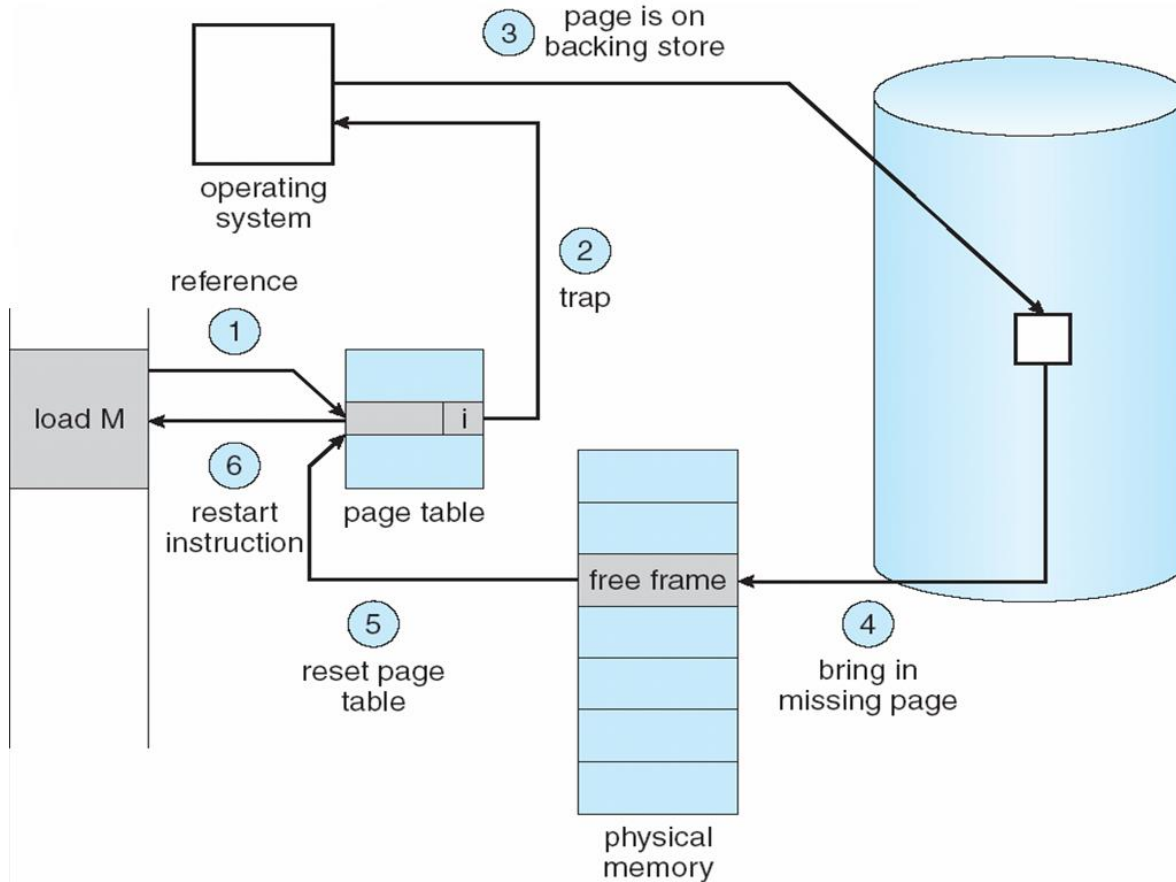 3
page is on
backing store
operating
system
2
trap
reference
1
load M
i
6
restart
instruction
page table
free frame
5
reset page
table
4
bring in
missing page
physical
memory